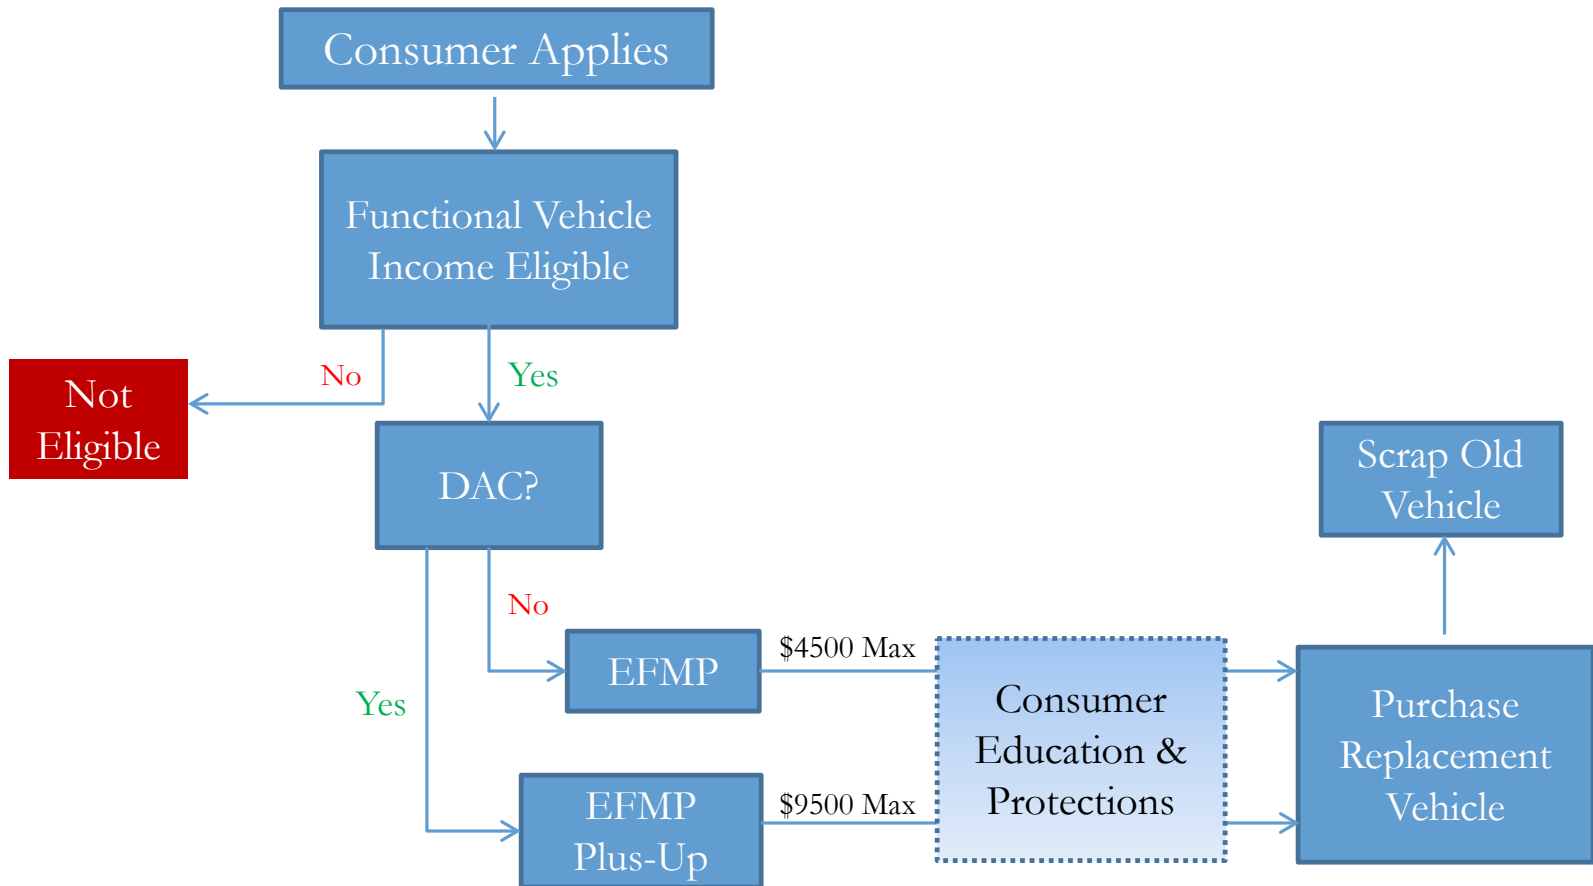 Consumer Applies
Functional Vehicle
Income Eligible
No
Yes
Not
Eligible
DAC?
Scrap Old
Vehicle
No
Yes
EFMP
$4500 Max
Consumer
Education &
Protections
Purchase
Replacement
Vehicle
EFMP
Plus-Up
$9500 Max